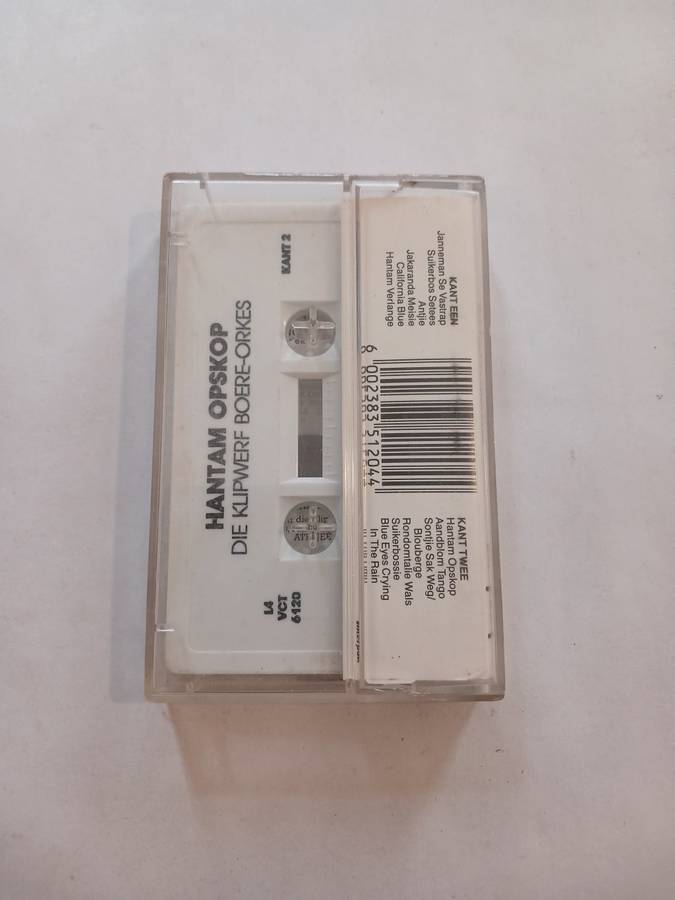 HANTAM OPSKOP
DIE KLIPWERF BOERE-ORKES
KANT 2
L4
VCT
6120
KANT EEN
Janneman Se Vastrap
Suikerbos Setees
Antjie
Jakaranda Meisie
California Blue
Hantam Verlange
6 002383 512044
KANT TWEE
Hantam Opskop
Aandblom Tango
Sontjie Sak Weg/
Blouberge
Rondomtalie Wals
Suikerbossie
Blue Eyes Crying
In The Rain